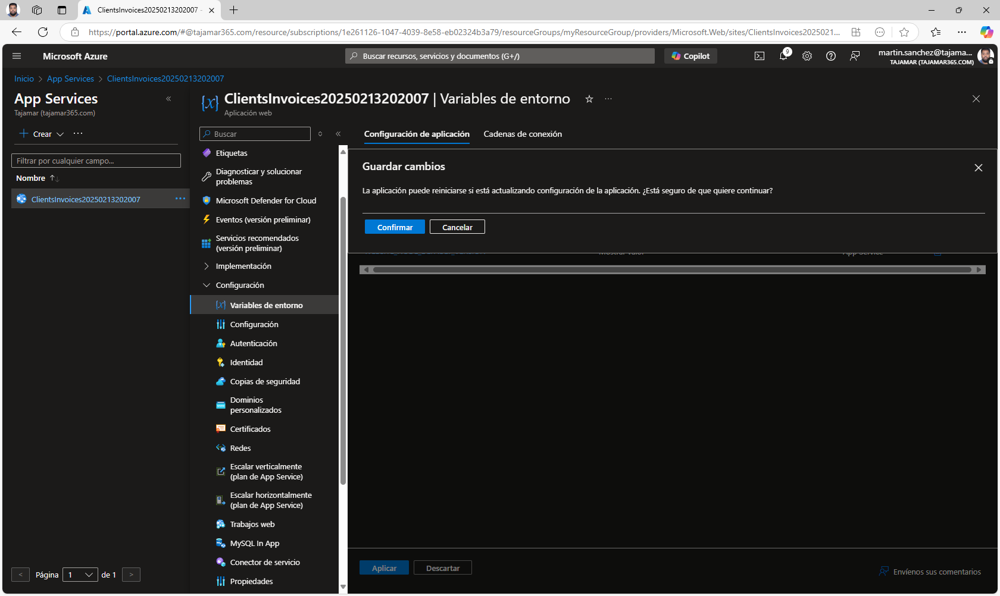 ClientsInvoices20250213202007 -
https://portal.azure.com/#@tajamar365.com/resource/subscriptions/1e261126-1047-4039-8e58-eb02324b3a79/resourceGroups/myResourceGroup/providers/Microsoft.Web/sites/ClientsInvoices2025021...
Microsoft Azure
Buscar recursos, servicios y documentos (G+/)
Copilot
9
martin.sanchez@tajama...
TAJAMAR (TAJAMAR365.COM)
Inicio > App Services > ClientsInvoices20250213202007
App Services
Tajamar (tajamar365.com)
Crear
Filtrar por cualquier campo...
Nombre
ClientsInvoices20250213202007
Página 1 de 1
ClientsInvoices20250213202007 | Variables de entorno
Aplicación web
Buscar
Etiquetas
Diagnosticar y solucionar
problemas
Microsoft Defender for Cloud
Eventos (versión preliminar)
Servicios recomendados
(versión preliminar)
Implementación
Configuración
Variables de entorno
Configuración
Autenticación
Identidad
Copias de seguridad
Dominios
personalizados
Certificados
Redes
Escalar verticalmente
(plan de App Service)
Escalar horizontalmente
(plan de App Service)
Trabajos web
MySQL In App
Conector de servicio
Propiedades
Configuración de aplicación
Cadenas de conexión
Guardar cambios
La aplicación puede reiniciarse si está actualizando configuración de la aplicación. ¿Está seguro de que quiere continuar?
Confirmar
Cancelar
Mostrar valor
App Service
Aplicar
Descartar
Envíenos sus comentarios